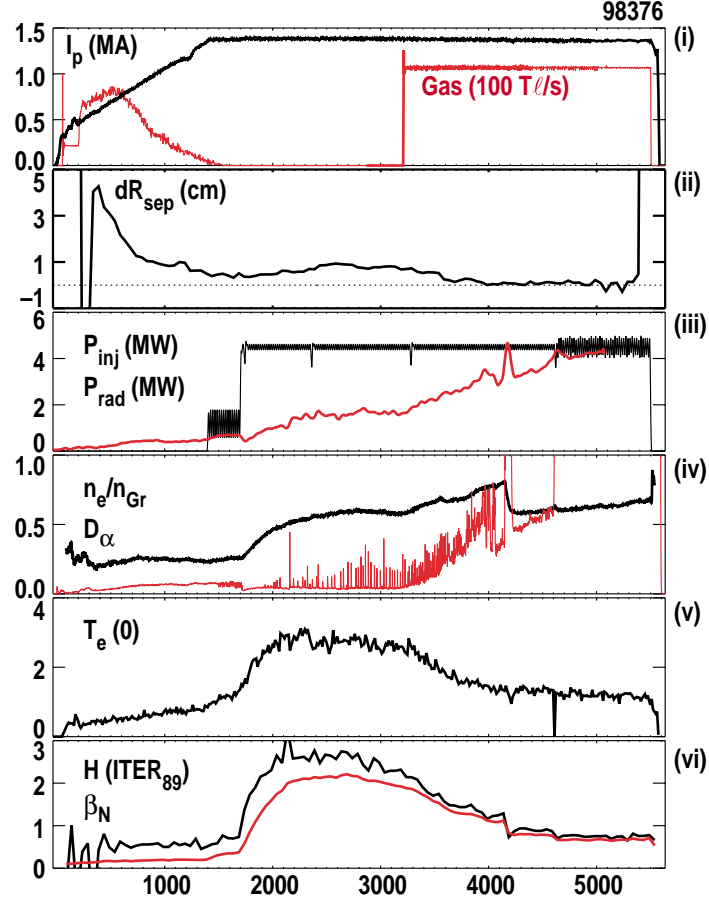 98376
1.5
1.0
0.5
0.0
I_p (MA)
Gas (100 Tℓ/s)
(i)
5
3
1
−1
dR_sep (cm)
(ii)
6
4
2
0
P_inj (MW)
P_rad (MW)
(iii)
1.0
0.5
0.0
n_e/n_Gr
D_α
(iv)
4
2
0
T_e (0)
(v)
3
2
1
0
H (ITER_89)
β_N
(vi)
1000 2000 3000 4000 5000